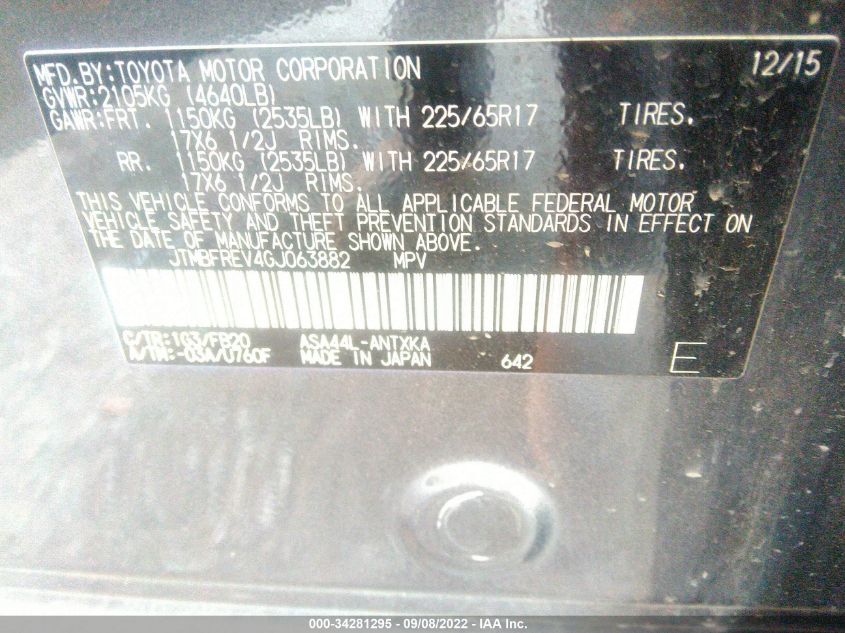 MFD.BY:TOYOTA MOTOR CORPORATION 12/15
GVWR:2105KG (4640LB)
GAWR:FRT. 1150KG (2535LB) WITH 225/65R17 TIRES.
17X6 1/2J RIMS.
RR. 1150KG (2535LB) WITH 225/65R17 TIRES.
17X6 1/2J RIMS.
THIS VEHICLE CONFORMS TO ALL APPLICABLE FEDERAL MOTOR
VEHICLE SAFETY AND THEFT PREVENTION STANDARDS IN EFFECT ON
THE DATE OF MANUFACTURE SHOWN ABOVE.
JTMBFREV4GJ063882 MPV
C/TR:1G3/FB20 ASA44L-ANTXKA
A/TM:-03A/U760F MADE IN JAPAN 642 E
000-34281295 - 09/08/2022 - IAA Inc.